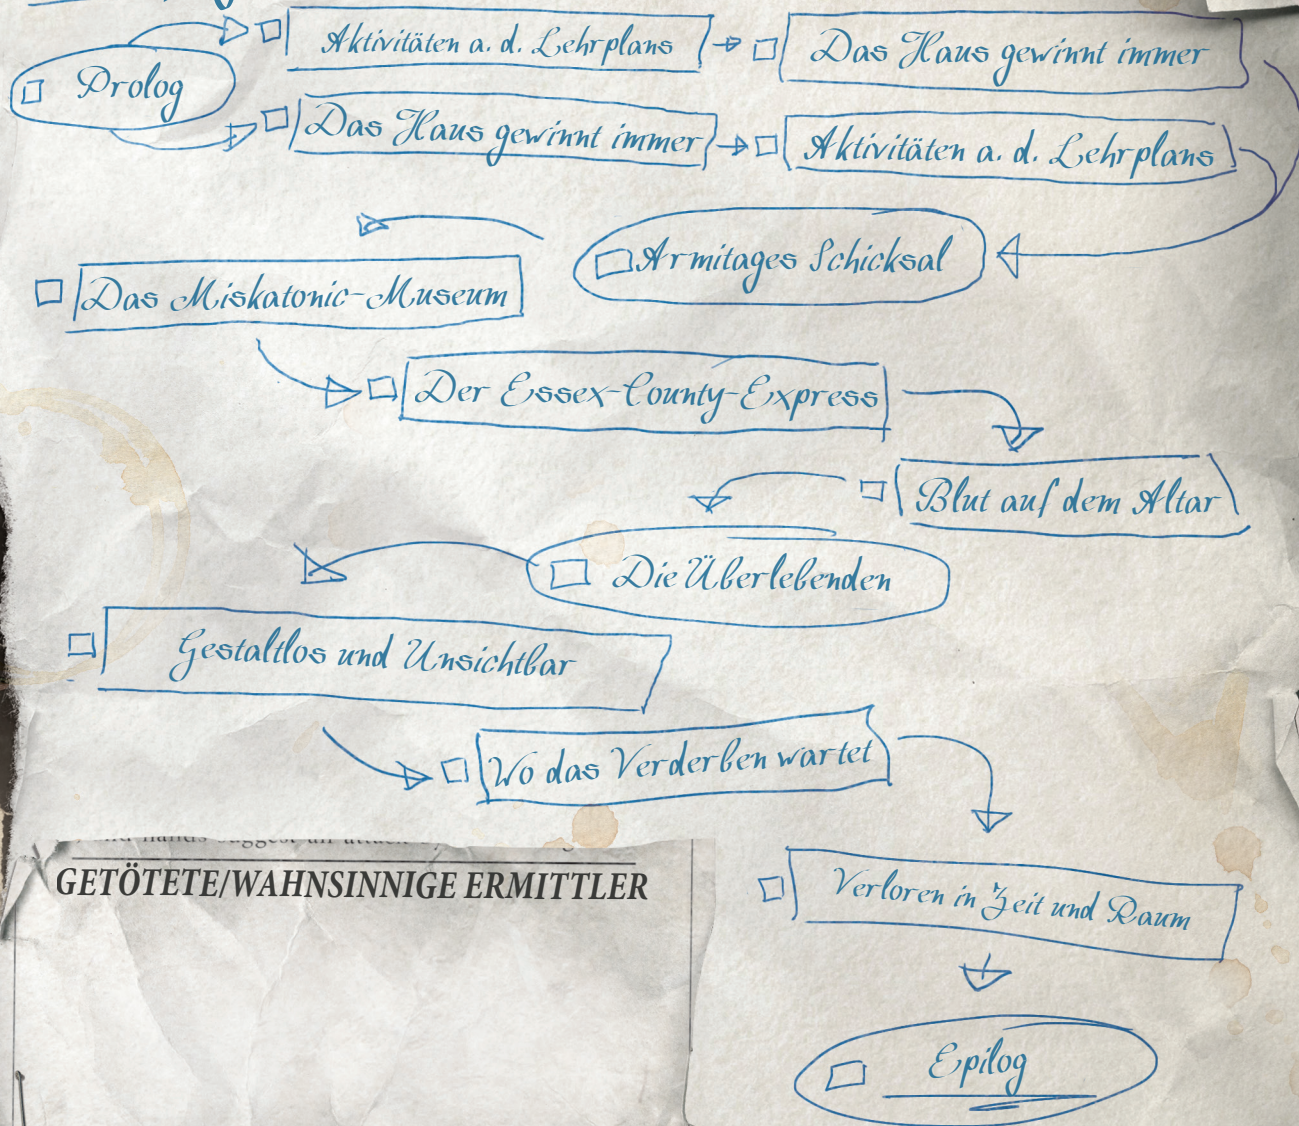 Aktivitäten a. d. Lehrplans
Das Haus gewinnt immer
Prolog
Das Haus gewinnt immer
Aktivitäten a. d. Lehrplans
Armitages Schicksal
Das Miskatonic-Museum
Der Essex-County-Express
Blut auf dem Altar
Die Überlebenden
Gestaltlos und Unsichtbar
Wo das Verderben wartet
GETÖTETE/WAHNSINNIGE ERMITTLER
Verloren in Zeit und Raum
Epilog